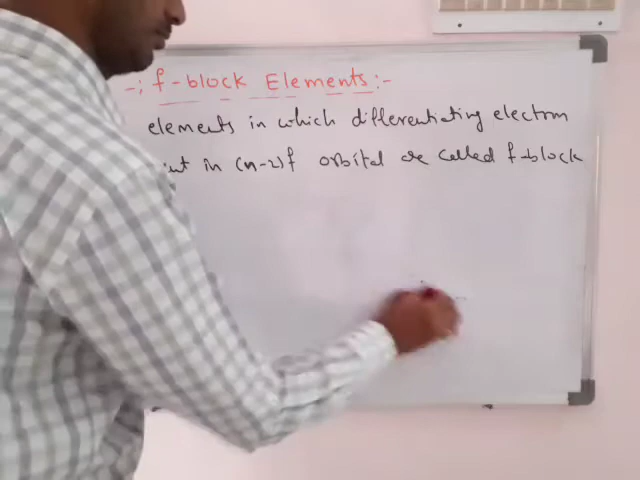 -: f-block Elements:-
elements in which differentiating electron
in (n-2)f orbital are called f-block